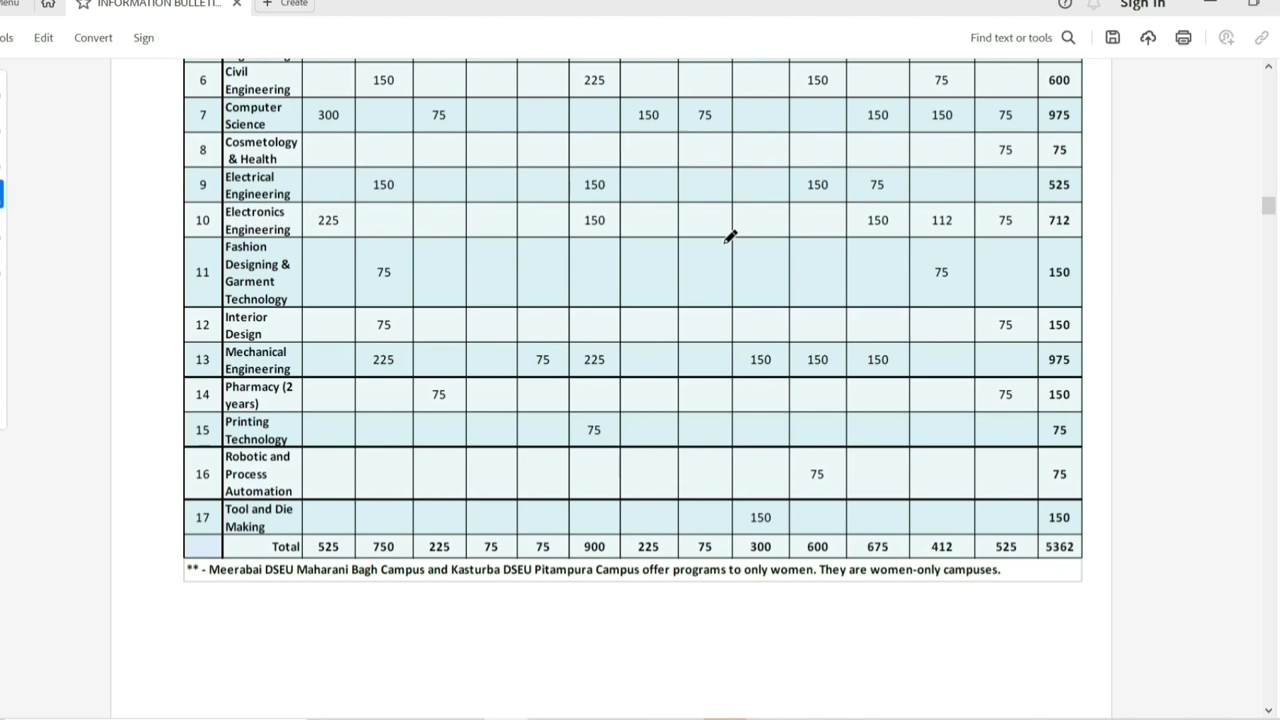 INFORMATION BULLETI...
Create
Sign in
Edit Convert Sign
Find text or tools
6 Civil Engineering 150 225 150 75 600
7 Computer Science 300 75 150 75 150 150 75 975
8 Cosmetology & Health 75 75
9 Electrical Engineering 150 150 150 75 525
10 Electronics Engineering 225 150 150 112 75 712
11 Fashion Designing & Garment Technology 75 75 150
12 Interior Design 75 75 150
13 Mechanical Engineering 225 75 225 150 150 150 975
14 Pharmacy (2 years) 75 75 150
15 Printing Technology 75 75
16 Robotic and Process Automation 75 75
17 Tool and Die Making 150 150
Total 525 750 225 75 75 900 225 75 300 600 675 412 525 5362
** - Meerabai DSEU Maharani Bagh Campus and Kasturba DSEU Pitampura Campus offer programs to only women. They are women-only campuses.